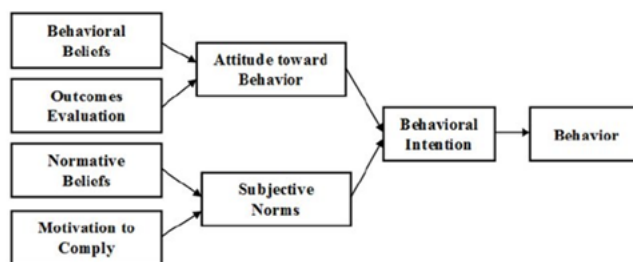 Behavioral
Beliefs
Outcomes
Evaluation
Normative
Beliefs
Motivation to
Comply
Attitude toward
Behavior
Subjective
Norms
Behavioral
Intention
Behavior